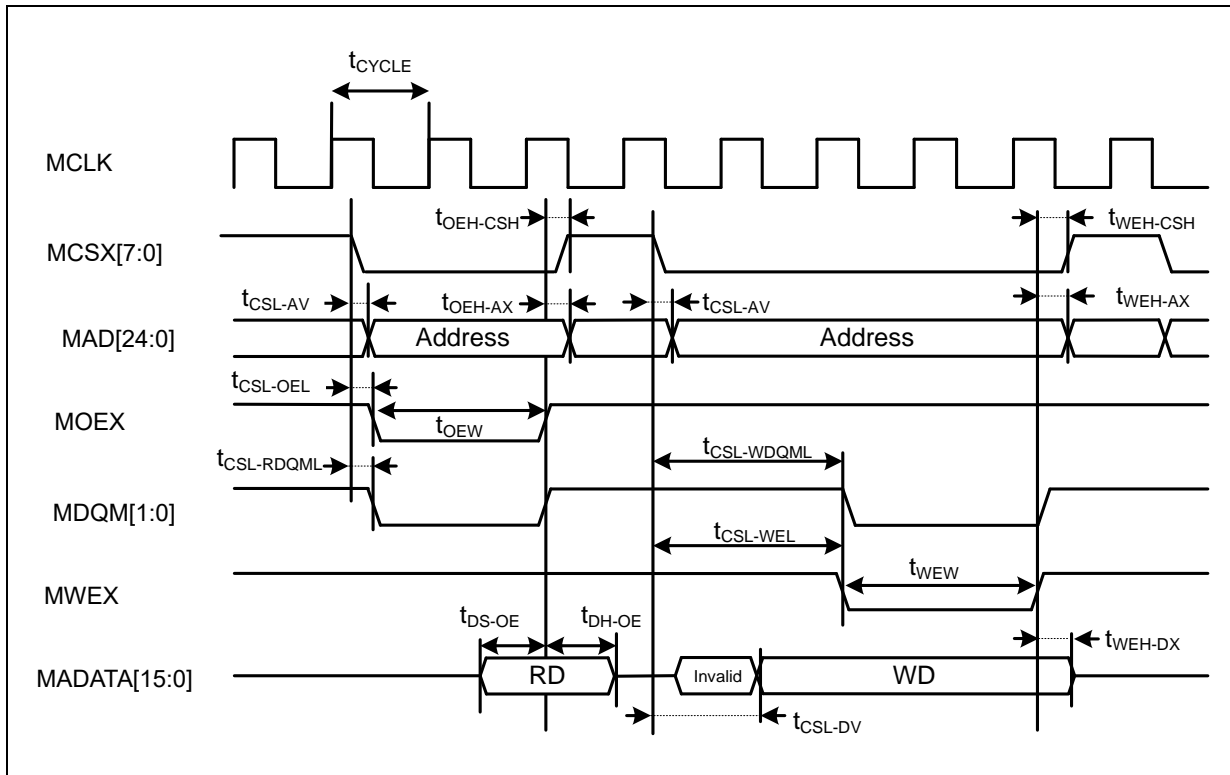 tCYCLE
MCLK
tOEH-CSH
tWEH-CSH
MCSX[7:0]
tCSL-AV
tOEH-AX
tCSL-AV
tWEH-AX
MAD[24:0]
Address
Address
tCSL-OEL
MOEX
tOEW
tCSL-WDQML
tCSL-RDQML
MDQM[1:0]
tCSL-WEL
tWEW
MWEX
tDS-OE
tDH-OE
tWEH-DX
MADATA[15:0]
RD
Invalid
WD
tCSL-DV